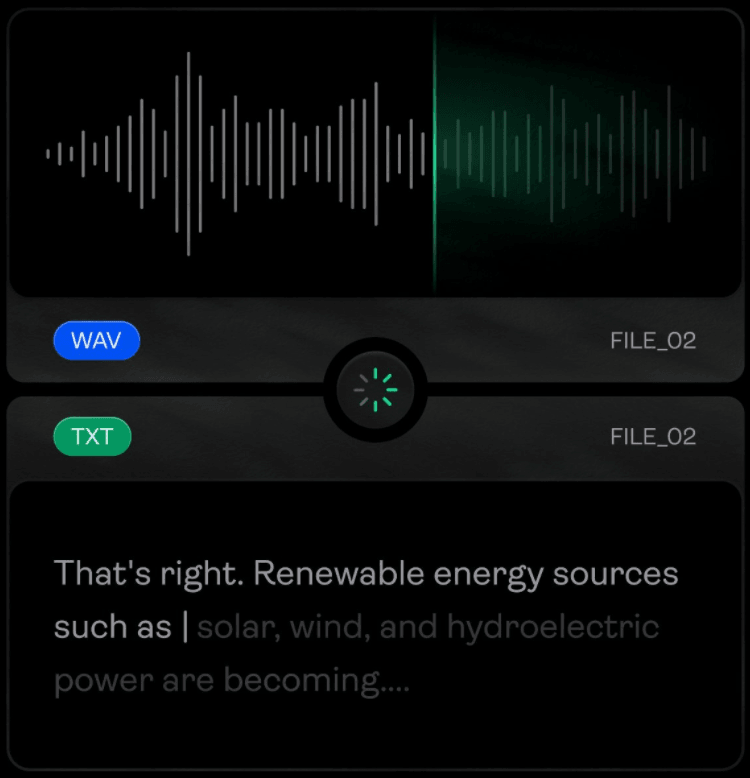 WAV
FILE_02
TXT
FILE_02
That's right. Renewable energy sources
such as | solar, wind, and hydroelectric
power are becoming....